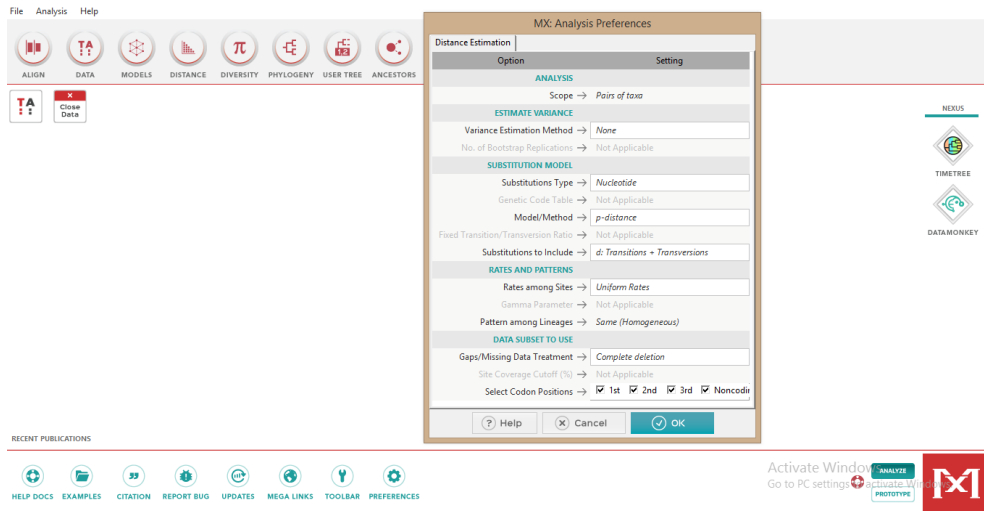 File Analysis Help
ALIGN DATA MODELS DISTANCE DIVERSITY PHYLOGENY USER TREE ANCESTORS
TA
1.2
π
TA
×
Close
Data
MX: Analysis Preferences
Distance Estimation
Option Setting
ANALYSIS
Scope → Pairs of taxa
ESTIMATE VARIANCE
Variance Estimation Method → None
No. of Bootstrap Replications → Not Applicable
SUBSTITUTION MODEL
Substitutions Type → Nucleotide
Genetic Code Table → Not Applicable
Model/Method → p-distance
Fixed Transition/Transversion Ratio → Not Applicable
Substitutions to Include → d: Transitions + Transversions
RATES AND PATTERNS
Rates among Sites → Uniform Rates
Gamma Parameter → Not Applicable
Pattern among Lineages → Same (Homogeneous)
DATA SUBSET TO USE
Gaps/Missing Data Treatment → Complete deletion
Site Coverage Cutoff (%) → Not Applicable
Select Codon Positions → 1st 2nd 3rd Noncodin
? Help Cancel OK
NEXUS
TIMETREE
DATAMONKEY
RECENT PUBLICATIONS
HELP DOCS EXAMPLES CITATION REPORT BUG UPDATES MEGA LINKS TOOLBAR PREFERENCES
Activate Windows
Go to PC settings to activate Windows
ANALYZE
PROTOTYPE
MX